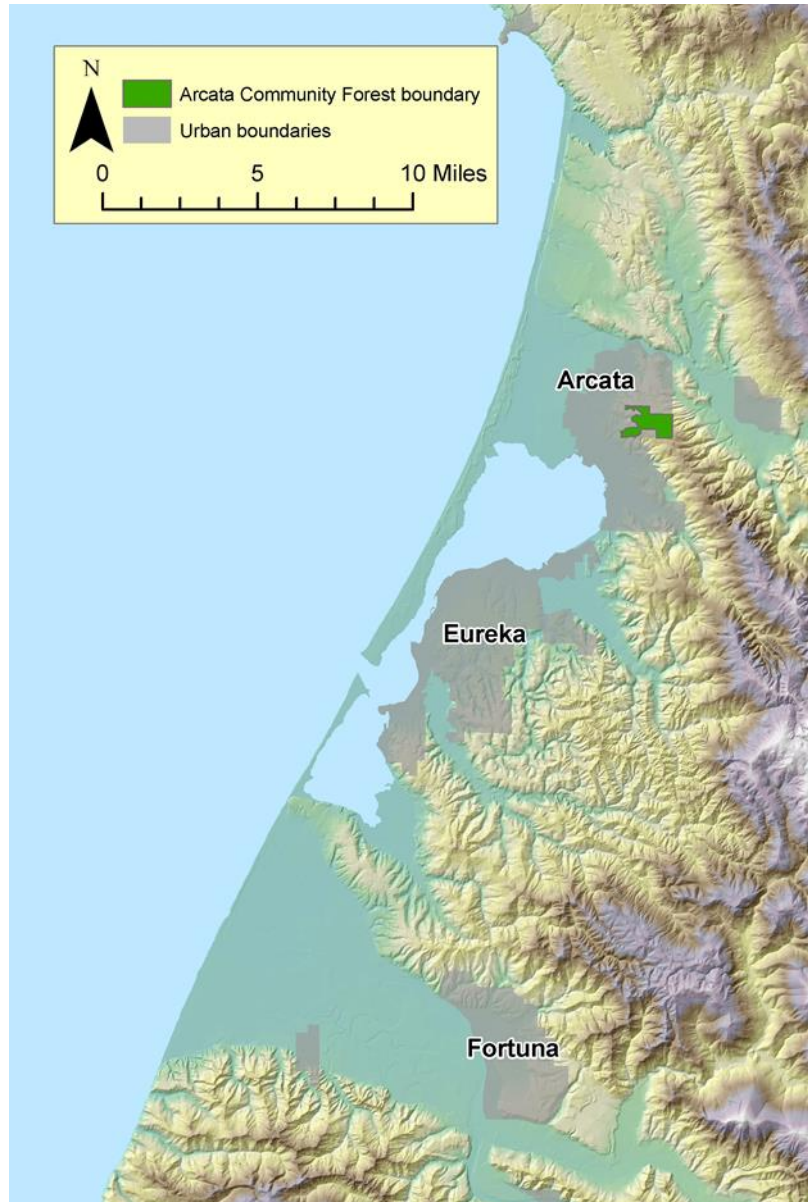 N
Arcata Community Forest boundary
Urban boundaries
0 5 10 Miles
Arcata
Eureka
Fortuna